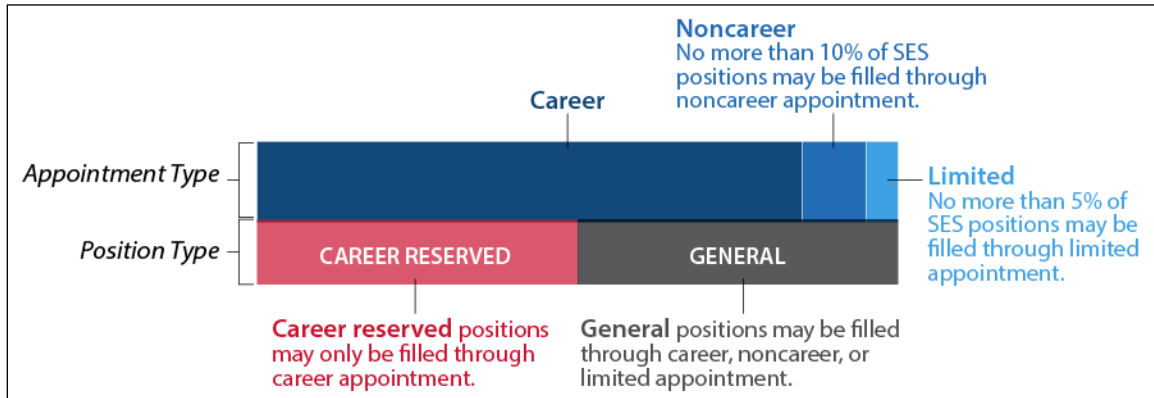 Noncareer
No more than 10% of SES
positions may be filled through
noncareer appointment.
Career
Appointment Type
Limited
No more than 5% of
SES positions may be
filled through limited
appointment.
Position Type
CAREER RESERVED
GENERAL
Career reserved positions
may only be filled through
career appointment.
General positions may be filled
through career, noncareer, or
limited appointment.